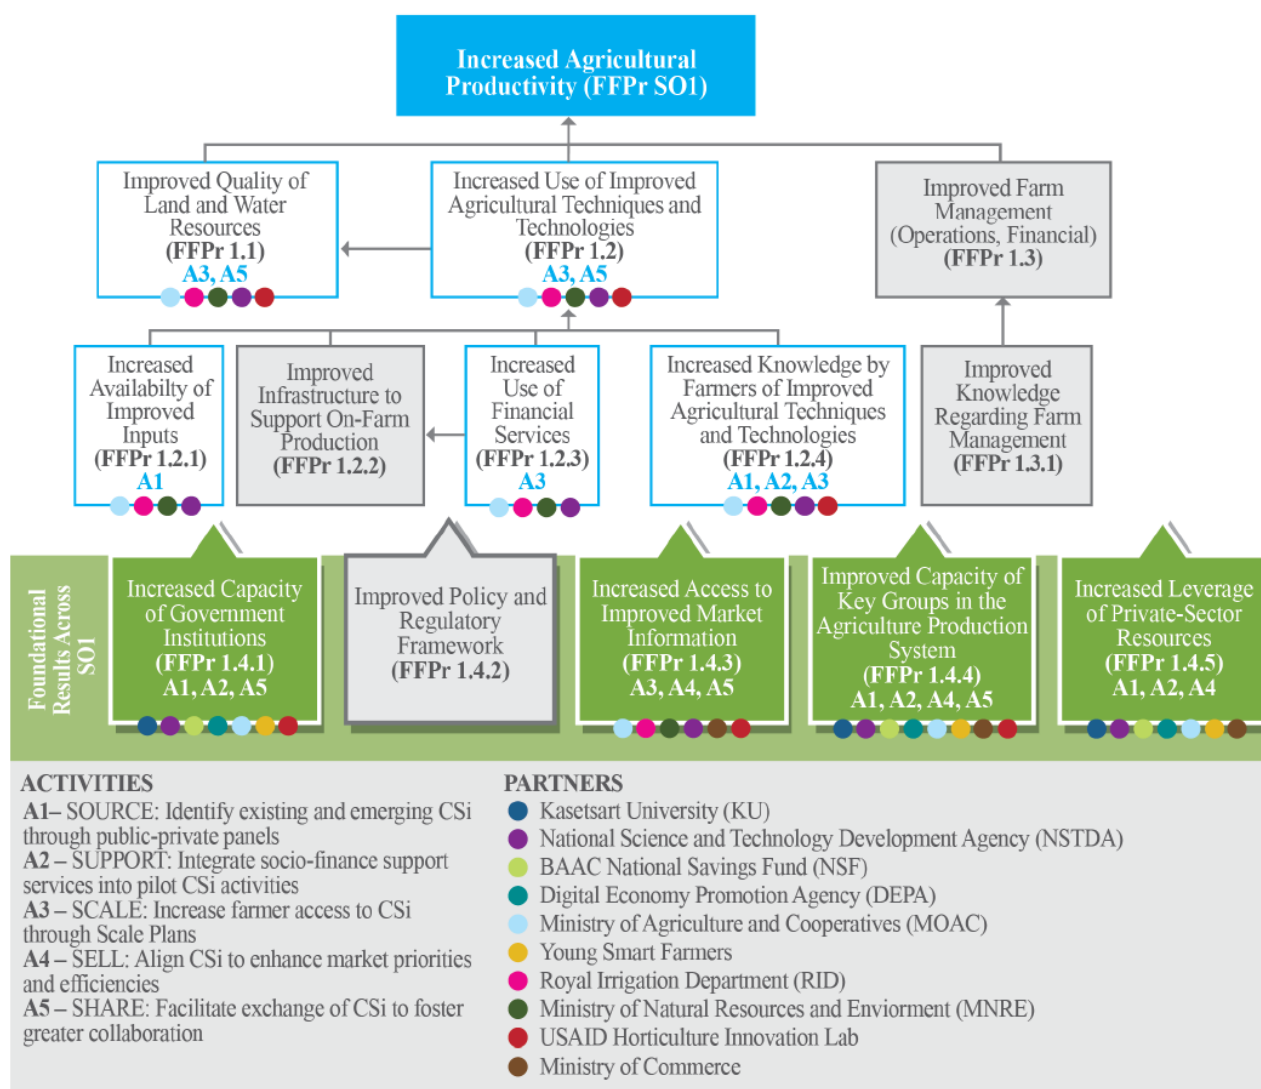 Increased Agricultural
Productivity (FFPr SO1)
Improved Quality of
Land and Water
Resources
(FFPr 1.1)
A3, A5
Increased Use of Improved
Agricultural Techniques and
Technologies
(FFPr 1.2)
A3, A5
Improved Farm
Management
(Operations, Financial)
(FFPr 1.3)
Increased
Availabilty of
Improved
Inputs
(FFPr 1.2.1)
A1
Improved
Infrastructure to
Support On-Farm
Production
(FFPr 1.2.2)
Increased
Use of
Financial
Services
(FFPr 1.2.3)
A3
Increased Knowledge by
Farmers of Improved
Agricultural Techniques
and Technologies
(FFPr 1.2.4)
A1, A2, A3
Improved
Knowledge
Regarding Farm
Management
(FFPr 1.3.1)
Foundational
Results Across
SO1
Increased Capacity
of Government
Institutions
(FFPr 1.4.1)
A1, A2, A5
Improved Policy and
Regulatory
Framework
(FFPr 1.4.2)
Increased Access to
Improved Market
Information
(FFPr 1.4.3)
A3, A4, A5
Improved Capacity of
Key Groups in the
Agriculture Production
System
(FFPr 1.4.4)
A1, A2, A4, A5
Increased Leverage
of Private-Sector
Resources
(FFPr 1.4.5)
A1, A2, A4
ACTIVITIES
A1– SOURCE: Identify existing and emerging CSi
through public-private panels
A2 – SUPPORT: Integrate socio-finance support
services into pilot CSi activities
A3 – SCALE: Increase farmer access to CSi
through Scale Plans
A4 – SELL: Align CSi to enhance market priorities
and efficiencies
A5 – SHARE: Facilitate exchange of CSi to foster
greater collaboration
PARTNERS
Kasetsart University (KU)
National Science and Technology Development Agency (NSTDA)
BAAC National Savings Fund (NSF)
Digital Economy Promotion Agency (DEPA)
Ministry of Agriculture and Cooperatives (MOAC)
Young Smart Farmers
Royal Irrigation Department (RID)
Ministry of Natural Resources and Enviorment (MNRE)
USAID Horticulture Innovation Lab
Ministry of Commerce